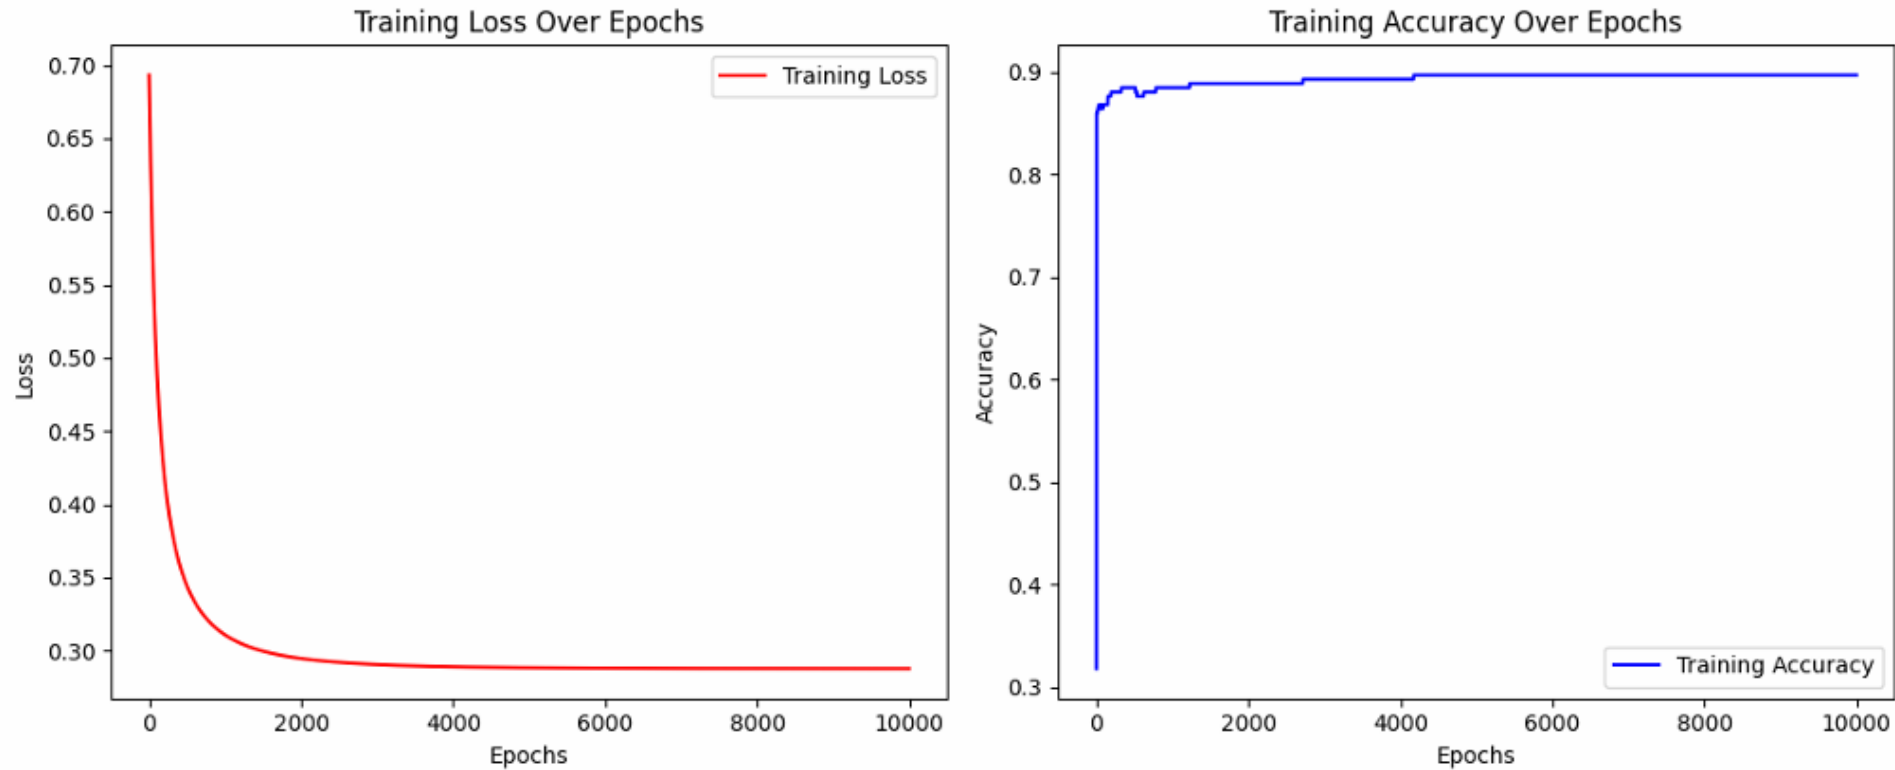 Training Loss Over Epochs
Training Loss
0.70
0.65
0.60
0.55
0.50
0.45
0.40
0.35
0.30
Loss
0 2000 4000 6000 8000 10000
Epochs
Training Accuracy Over Epochs
0.9
0.8
0.7
0.6
0.5
0.4
0.3
Accuracy
Training Accuracy
0 2000 4000 6000 8000 10000
Epochs